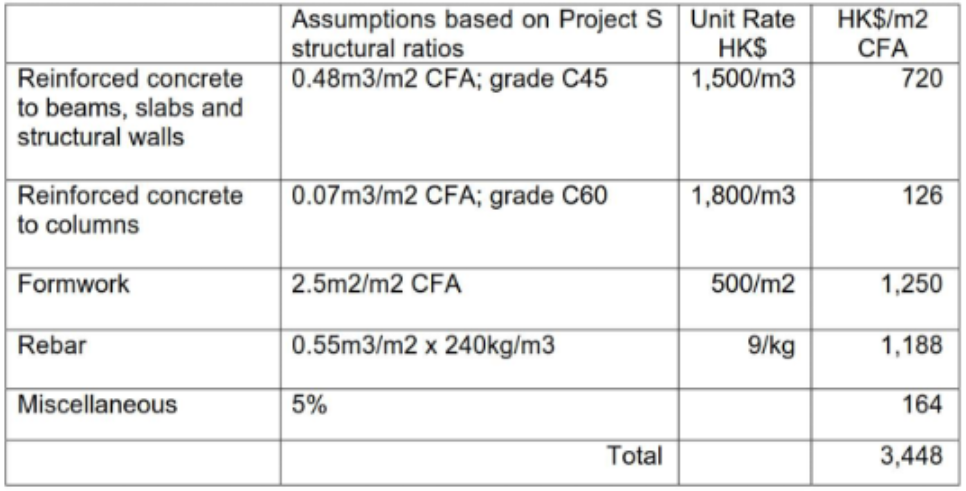 Assumptions based on Project S Unit Rate HK$/m2
structural ratios HK$ CFA
Reinforced concrete 0.48m3/m2 CFA; grade C45 1,500/m3 720
to beams, slabs and
structural walls
Reinforced concrete 0.07m3/m2 CFA; grade C60 1,800/m3 126
to columns
Formwork 2.5m2/m2 CFA 500/m2 1,250
Rebar 0.55m3/m2 x 240kg/m3 9/kg 1,188
Miscellaneous 5% 164
Total 3,448